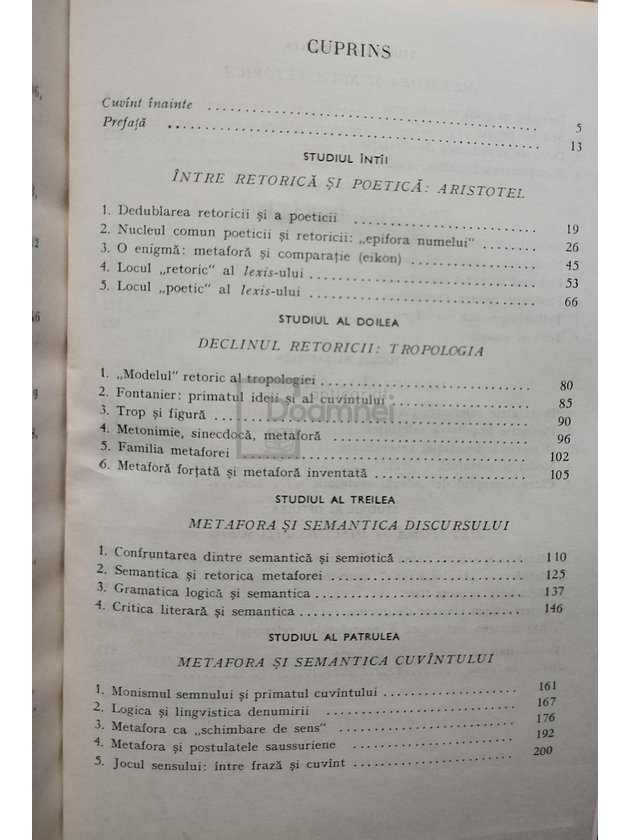 CUPRINS
Cuvînt înainte 5
Prefață 13
STUDIUL ÎNTÎI
ÎNTRE RETORICĂ ȘI POETICĂ: ARISTOTEL
1. Dedublarea retoricii și a poeticii 19
2. Nucleul comun poeticii și retoricii: „epifora numelui" 26
3. O enigmă: metaforă și comparație (eikon) 45
4. Locul „retoric" al lexis-ului 53
5. Locul „poetic" al lexis-ului 66
STUDIUL AL DOILEA
DECLINUL RETORICII: TROPOLOGIA
1. „Modelul" retoric al tropologiei 80
2. Fontanier: primatul ideii și al cuvîntului 85
3. Trop și figură 90
4. Metonimie, sinecdocă, metaforă 96
5. Familia metaforei 102
6. Metaforă forțată și metaforă inventată 105
STUDIUL AL TREILEA
METAFORA ȘI SEMANTICA DISCURSULUI
1. Confruntarea dintre semantică și semiotică 110
2. Semantica și retorica metaforei 125
3. Gramatica logică și semantica 137
4. Critica literară și semantica 146
STUDIUL AL PATRULEA
METAFORA ȘI SEMANTICA CUVÎNTULUI
1. Monismul semnului și primatul cuvîntului 161
2. Logica și lingvistica denumirii 167
3. Metafora ca „schimbare de sens" 176
4. Metafora și postulatele saussuriene 192
5. Jocul sensului: între frază și cuvînt 200
Doamnei